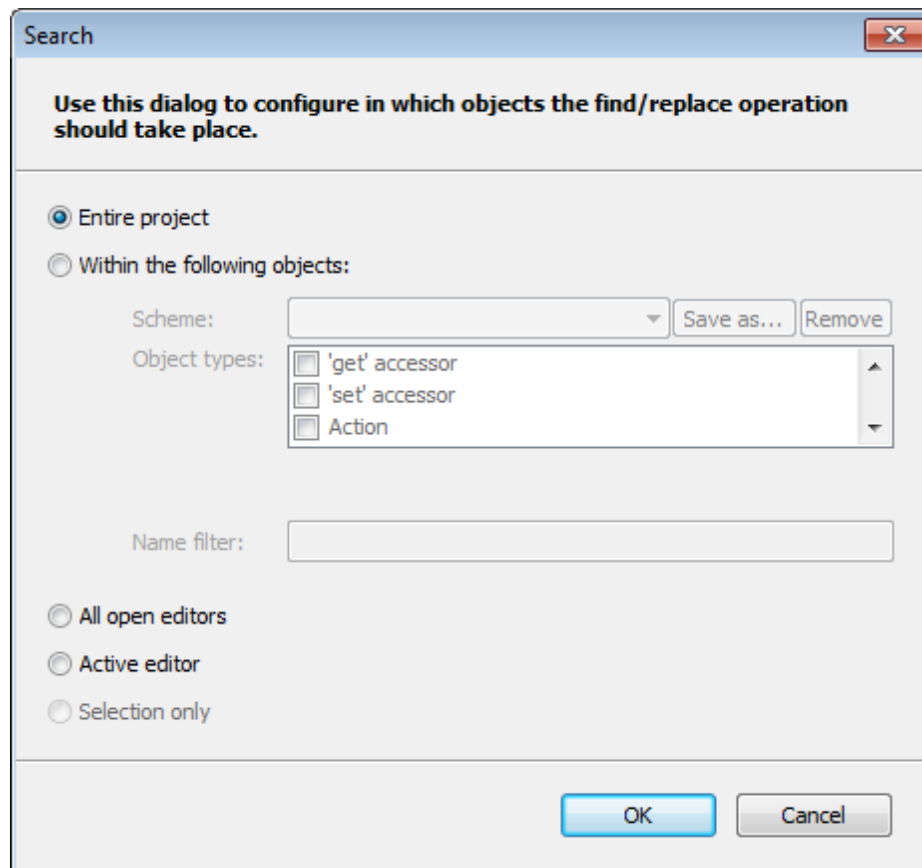 Search
Use this dialog to configure in which objects the find/replace operation
should take place.
Entire project
Within the following objects:
Scheme: Save as... Remove
Object types: 'get' accessor
'set' accessor
Action
Name filter:
All open editors
Active editor
Selection only
OK Cancel